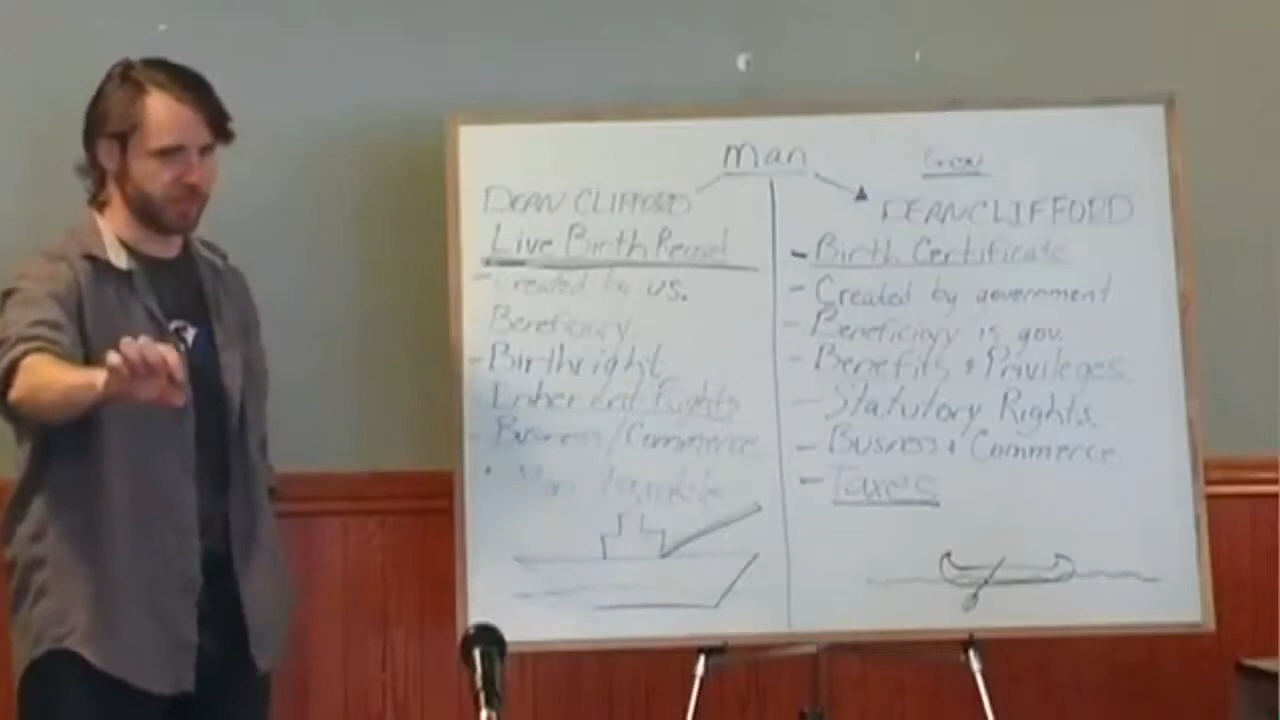 Man
Gov
DEAN CLIFFORD
Live Birth Record
- Created by us.
Beneficiary
- Birthright
- Inherent Rights
- Business/Commerce
DEAN CLIFFORD
- Birth Certificate
- Created by government
- Beneficiary is gov.
- Benefits & Privileges
- Statutory Rights
- Business & Commerce
- Taxes